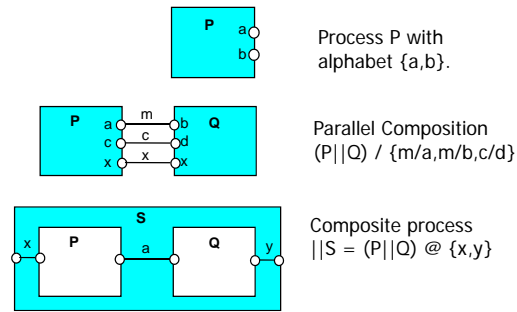 P
a
b
Process P with
alphabet {a,b}.
P
a
c
x
m
c
x
b
d
x
Q
Parallel Composition
(P||Q) / {m/a,m/b,c/d}
S
x
P
a
Q
y
Composite process
||S = (P||Q) @ {x,y}